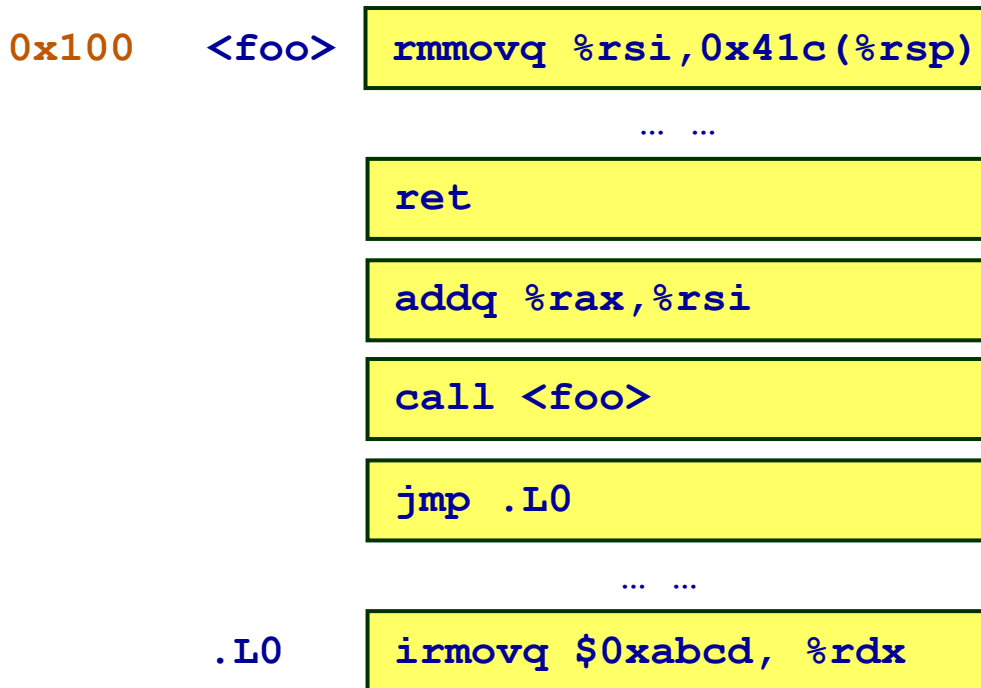 0x100 <foo> rmmovq %rsi,0x41c(%rsp)
… …
ret
addq %rax,%rsi
call <foo>
jmp .L0
… …
.L0 irmovq $0xabcd, %rdx